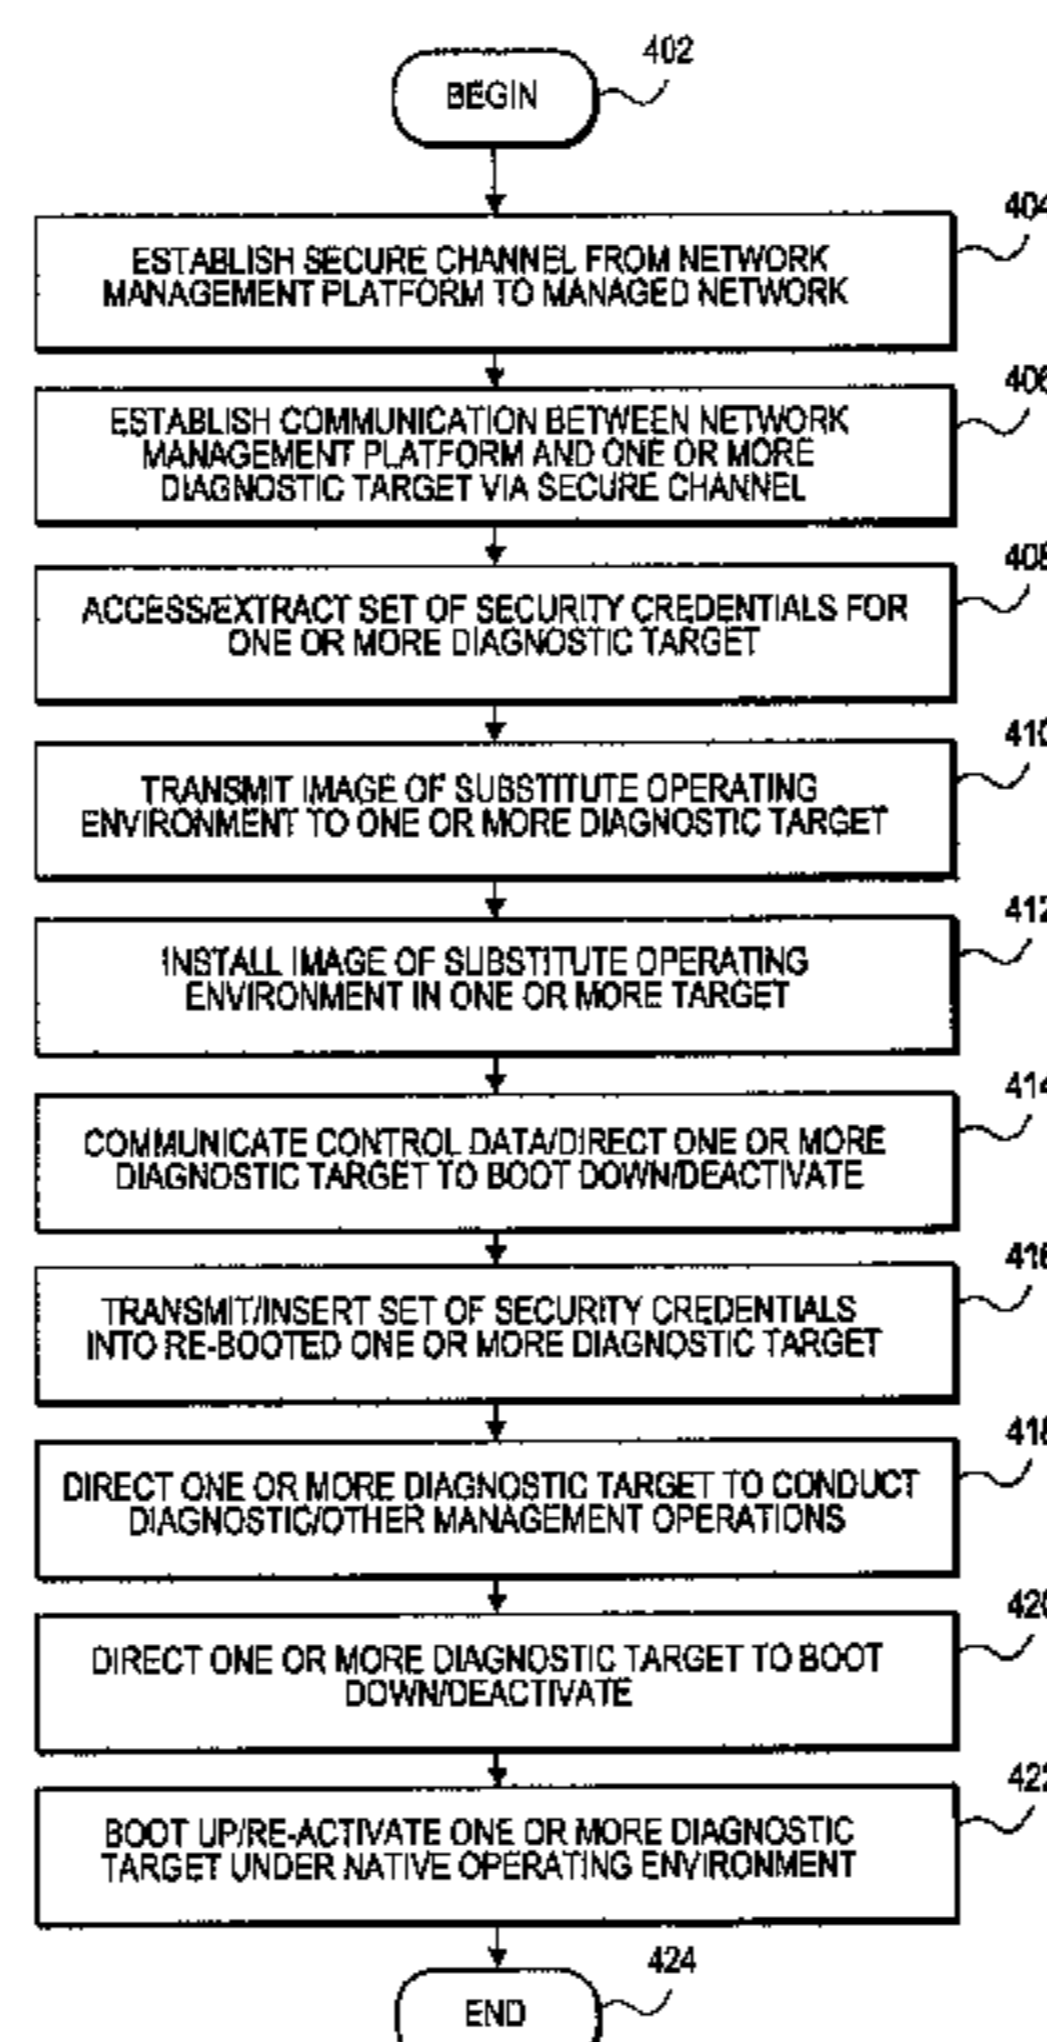 402
BEGIN
404
ESTABLISH SECURE CHANNEL FROM NETWORK
MANAGEMENT PLATFORM TO MANAGED NETWORK
406
ESTABLISH COMMUNICATION BETWEEN NETWORK
MANAGEMENT PLATFORM AND ONE OR MORE
DIAGNOSTIC TARGET VIA SECURE CHANNEL
408
ACCESS/EXTRACT SET OF SECURITY CREDENTIALS FOR
ONE OR MORE DIAGNOSTIC TARGET
410
TRANSMIT IMAGE OF SUBSTITUTE OPERATING
ENVIRONMENT TO ONE OR MORE DIAGNOSTIC TARGET
412
INSTALL IMAGE OF SUBSTITUTE OPERATING
ENVIRONMENT IN ONE OR MORE TARGET
414
COMMUNICATE CONTROL DATA/DIRECT ONE OR MORE
DIAGNOSTIC TARGET TO BOOT DOWN/DEACTIVATE
416
TRANSMIT/INSERT SET OF SECURITY CREDENTIALS
INTO RE-BOOTED ONE OR MORE DIAGNOSTIC TARGET
418
DIRECT ONE OR MORE DIAGNOSTIC TARGET TO CONDUCT
DIAGNOSTIC/OTHER MANAGEMENT OPERATIONS
420
DIRECT ONE OR MORE DIAGNOSTIC TARGET TO BOOT
DOWN/DEACTIVATE
422
BOOT UP/RE-ACTIVATE ONE OR MORE DIAGNOSTIC
TARGET UNDER NATIVE OPERATING ENVIRONMENT
424
END